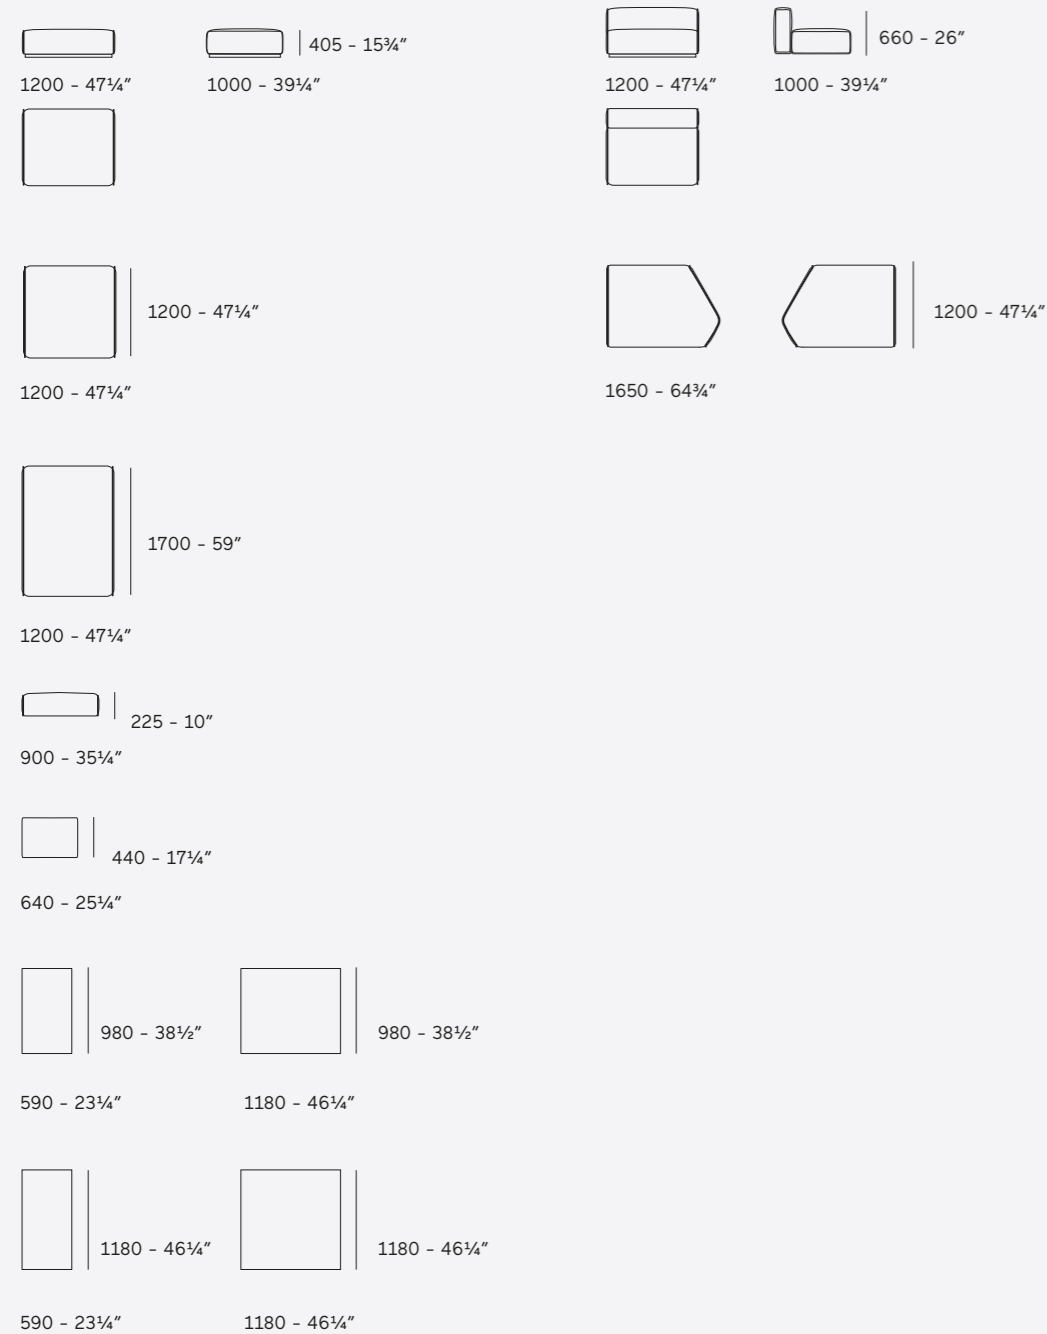 405 - 15¾″
660 - 26″
1200 - 47¼″
1000 - 39¼″
1200 - 47¼″
1000 - 39¼″
1200 - 47¼″
1200 - 47¼″
1200 - 47¼″
1650 - 64¾″
1700 - 59″
1200 - 47¼″
225 - 10″
900 - 35¼″
440 - 17¼″
640 - 25¼″
980 - 38½″
980 - 38½″
590 - 23¼″
1180 - 46¼″
1180 - 46¼″
1180 - 46¼″
590 - 23¼″
1180 - 46¼″